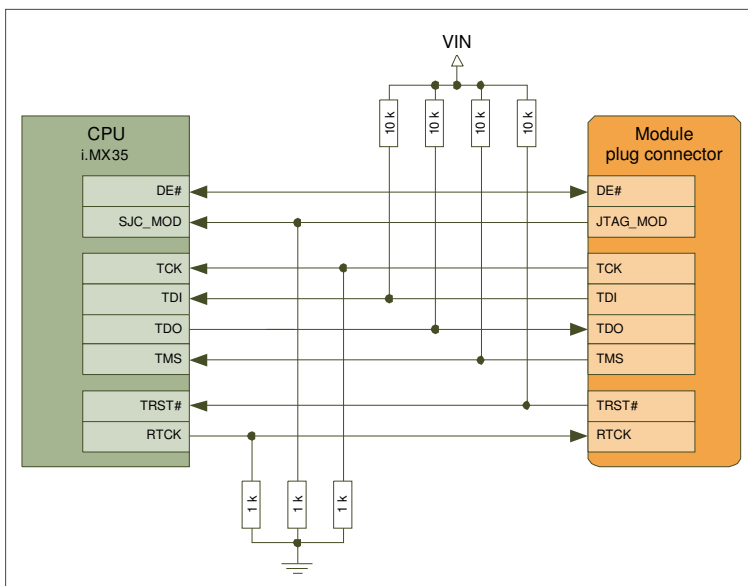 VIN
10 k
10 k
10 k
10 k
CPU
i.MX35
Module
plug connector
DE#
DE#
SJC_MOD
JTAG_MOD
TCK
TCK
TDI
TDI
TDO
TDO
TMS
TMS
TRST#
TRST#
RTCK
RTCK
1 k
1 k
1 k